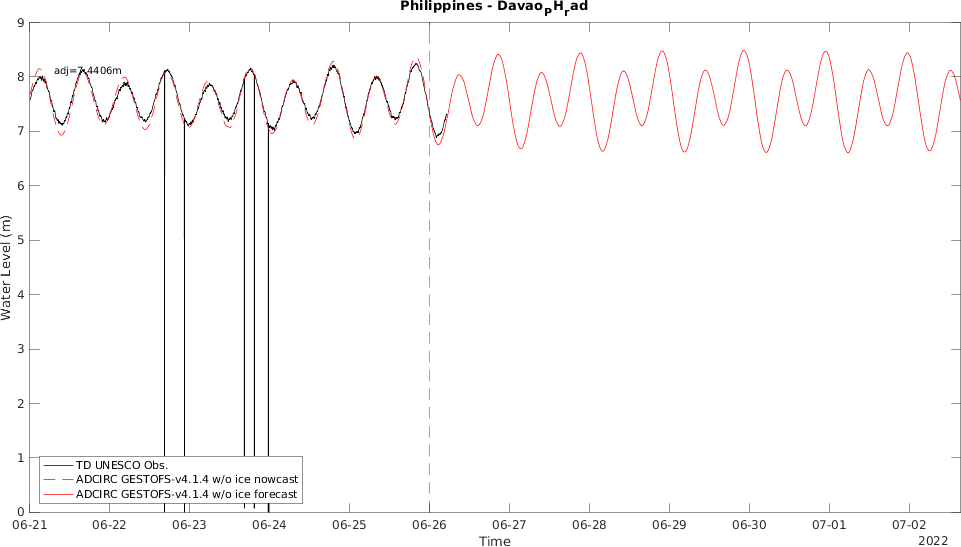 Philippines - Davao_PH_rad
adj=7.4406m
9
8
7
6
5
4
3
2
1
0
Water Level (m)
TD UNESCO Obs.
ADCIRC GESTOFS-v4.1.4 w/o ice nowcast
ADCIRC GESTOFS-v4.1.4 w/o ice forecast
06-21 06-22 06-23 06-24 06-25 06-26 06-27 06-28 06-29 06-30 07-01 07-02
Time
2022